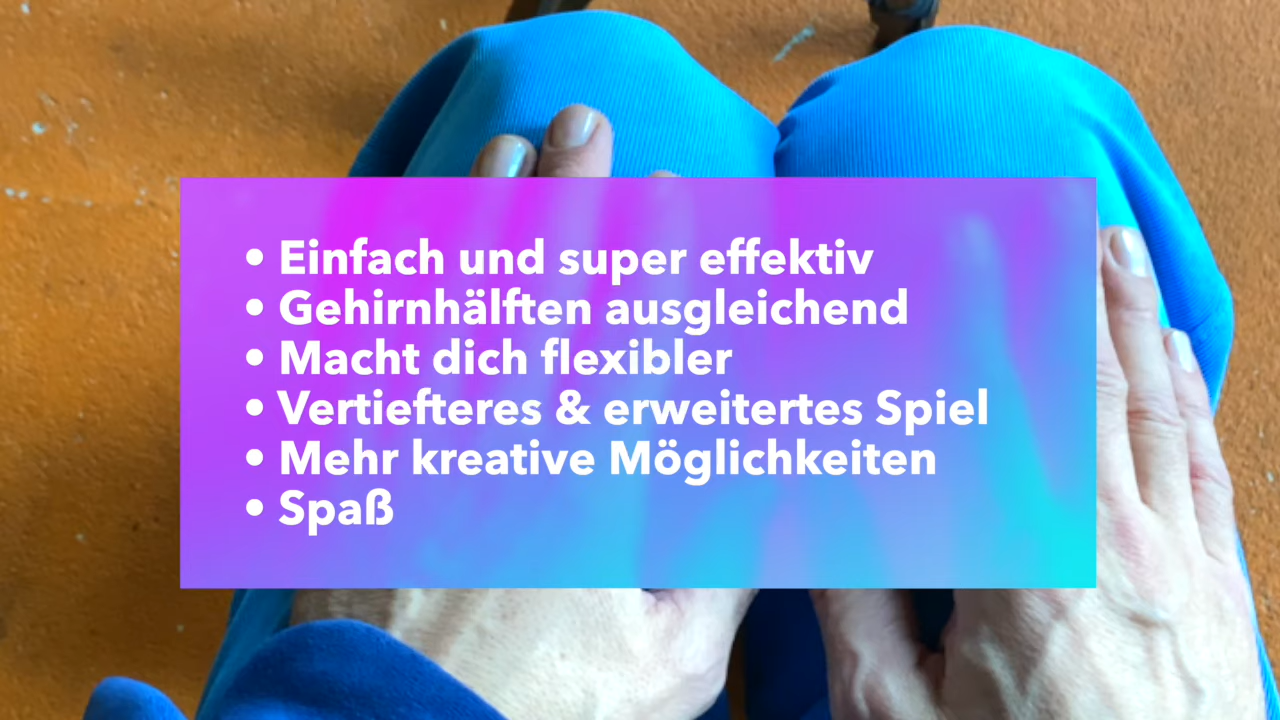 • Einfach und super effektiv
• Gehirnhälften ausgleichend
• Macht dich flexibler
• Vertiefteres & erweitertes Spiel
• Mehr kreative Möglichkeiten
• Spaß